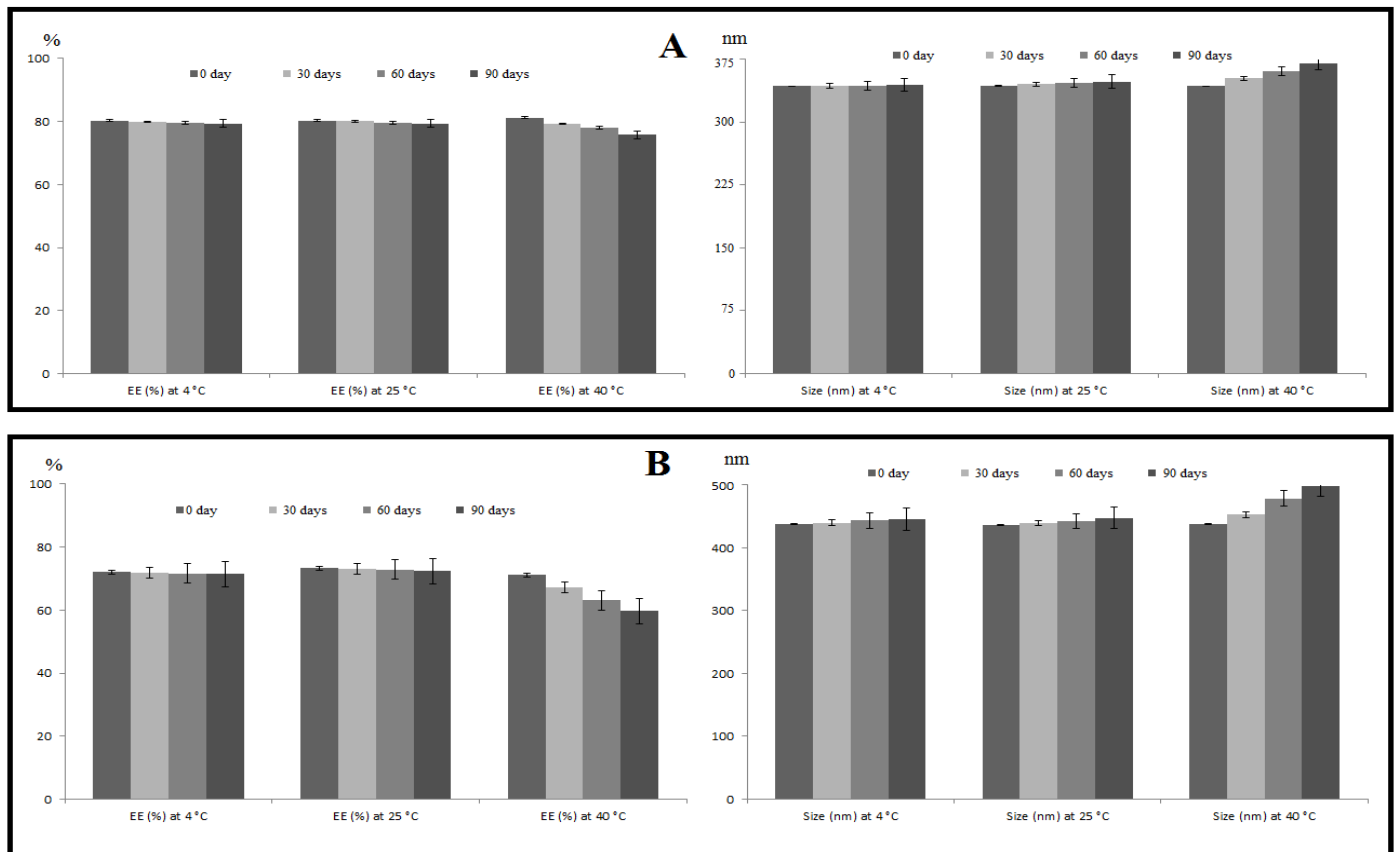 %
A
100
80
60
40
20
0
0 day 30 days 60 days 90 days
EE (%) at 4 °C EE (%) at 25 °C EE (%) at 40 °C
nm
375
300
225
150
75
0
0 day 30 days 60 days 90 days
Size (nm) at 4 °C Size (nm) at 25 °C Size (nm) at 40 °C
%
B
100
80
60
40
20
0
0 day 30 days 60 days 90 days
EE (%) at 4 °C EE (%) at 25 °C EE (%) at 40 °C
nm
500
400
300
200
100
0
0 day 30 days 60 days 90 days
Size (nm) at 4 °C Size (nm) at 25 °C Size (nm) at 40 °C